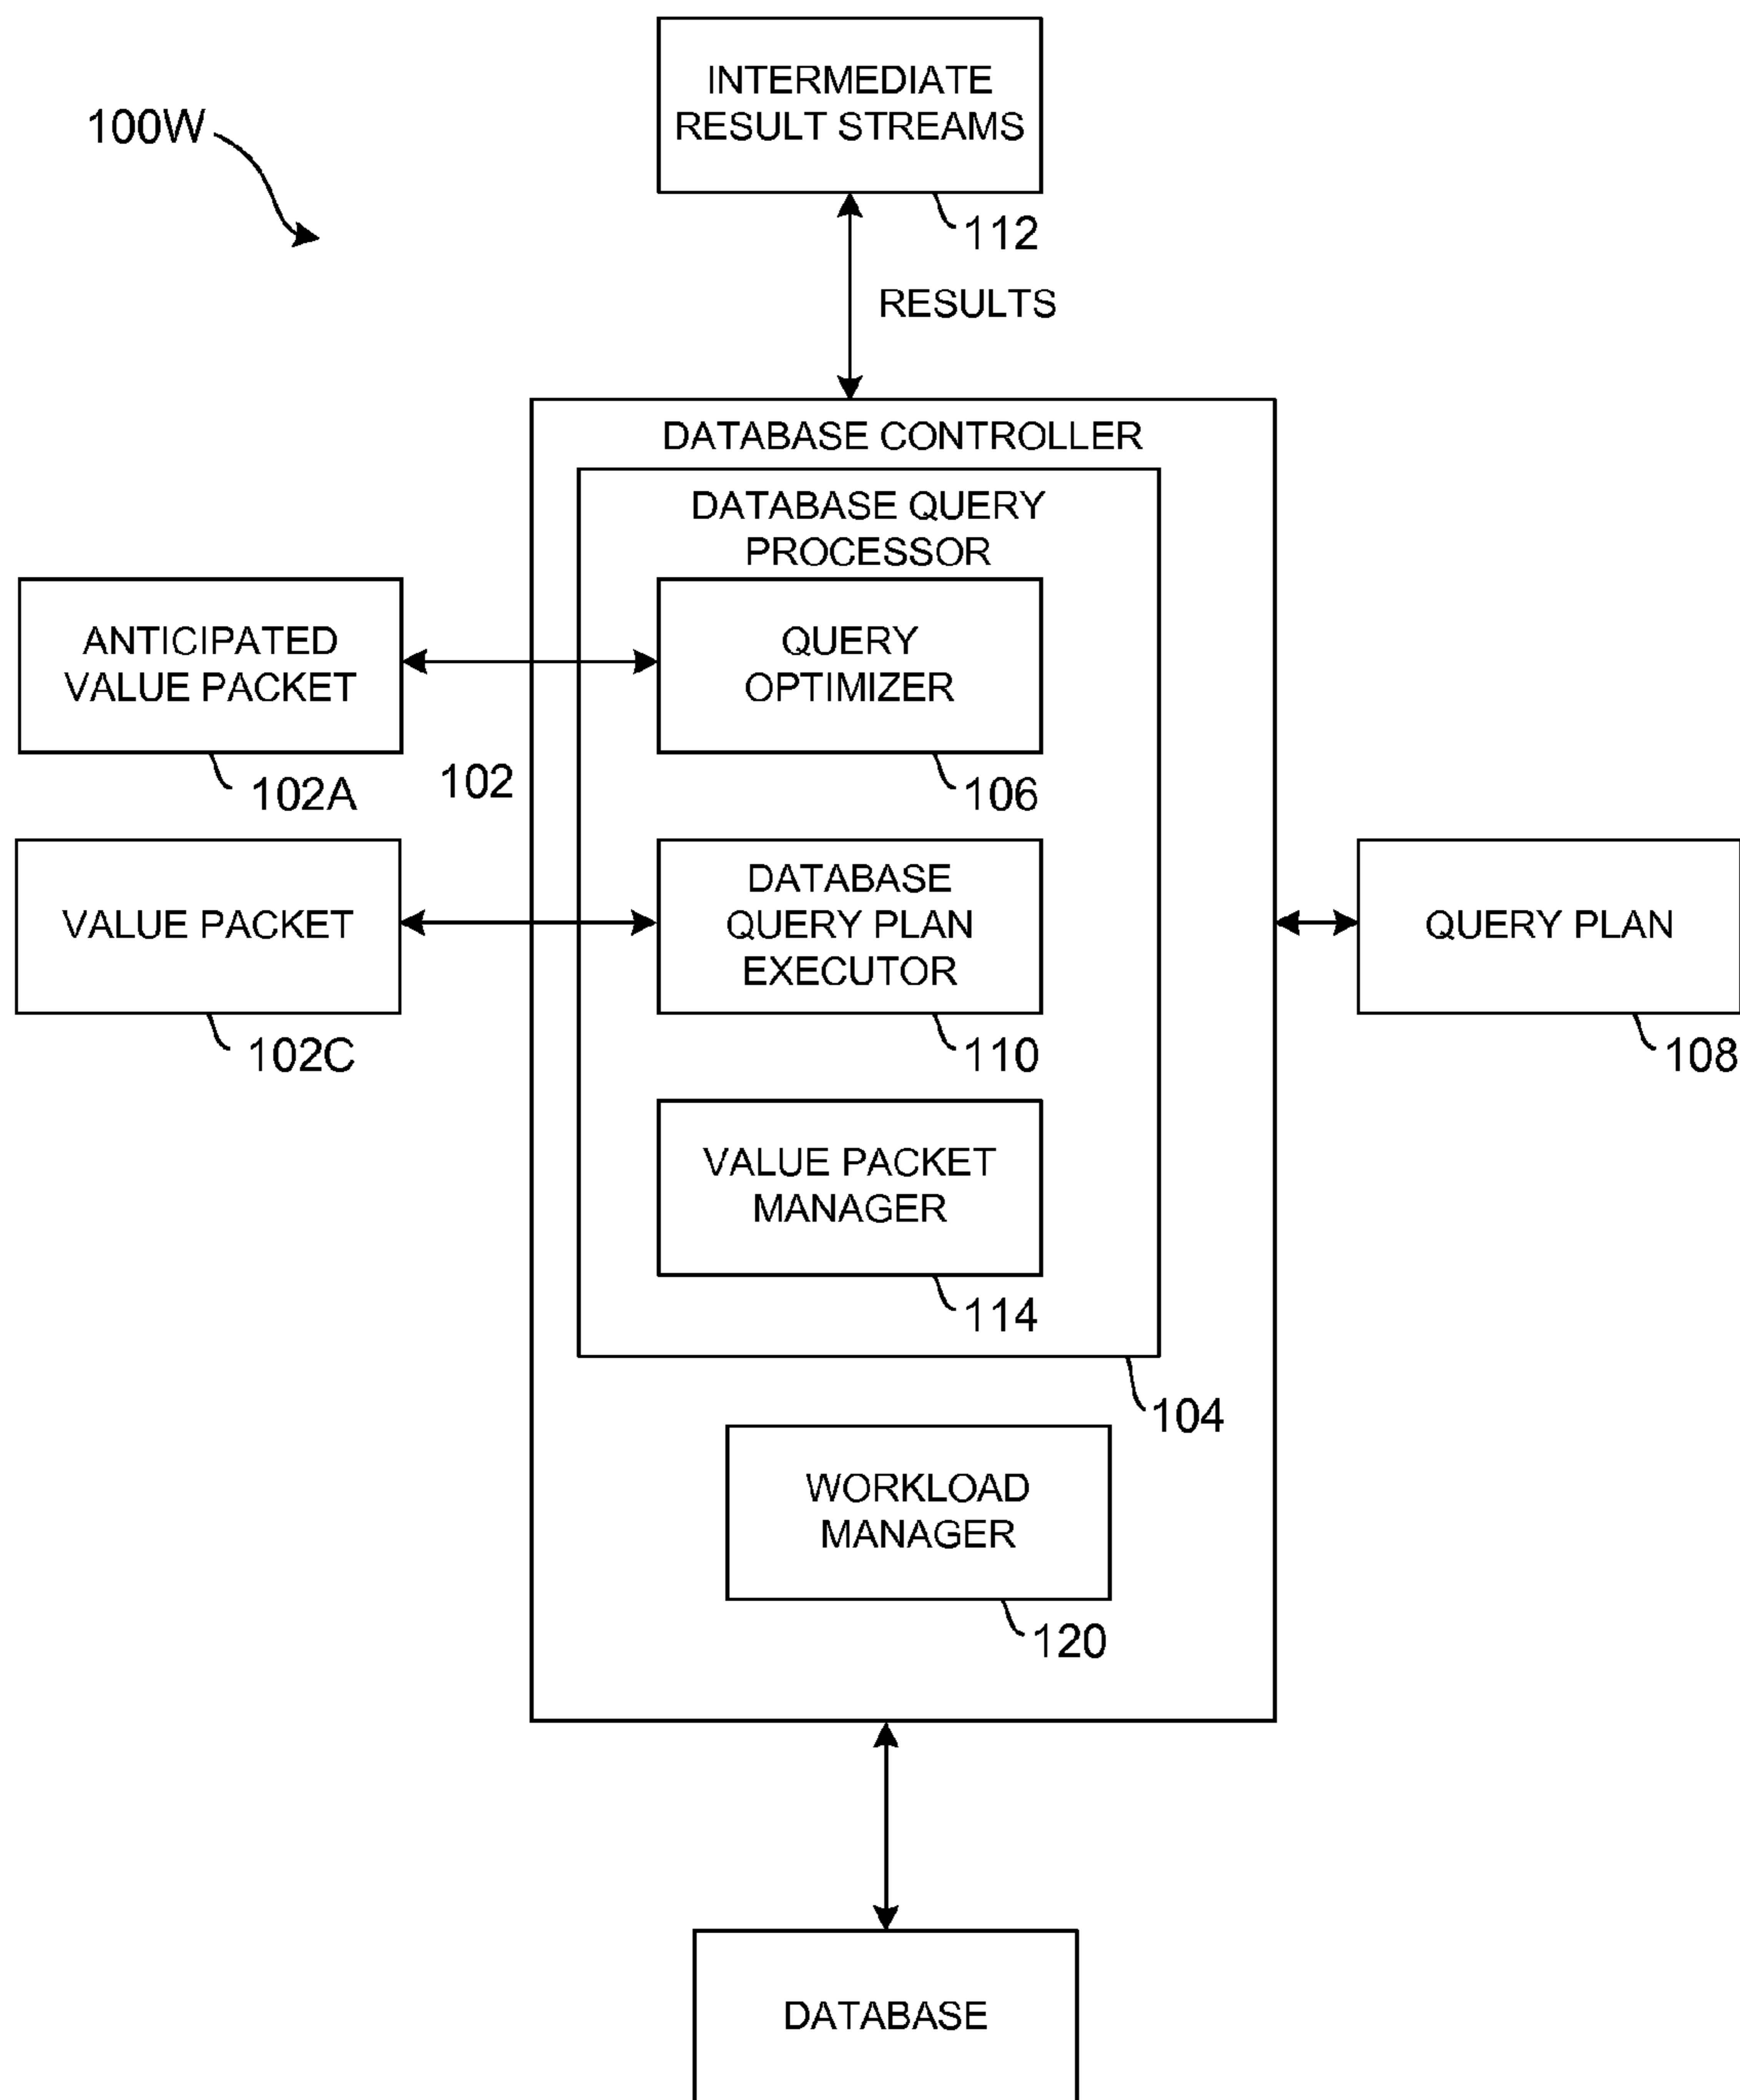 INTERMEDIATE
RESULT STREAMS
100W
112
RESULTS
DATABASE CONTROLLER
DATABASE QUERY
PROCESSOR
ANTICIPATED
VALUE PACKET
QUERY
OPTIMIZER
102A
102
106
VALUE PACKET
DATABASE
QUERY PLAN
EXECUTOR
QUERY PLAN
102C
110
108
VALUE PACKET
MANAGER
114
104
WORKLOAD
MANAGER
120
DATABASE